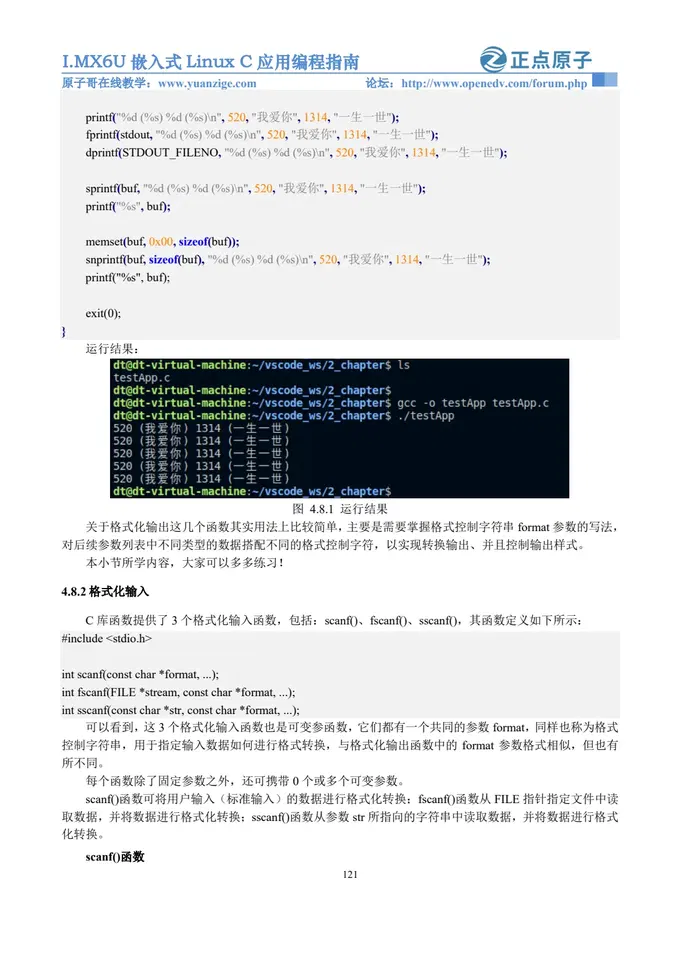 I.MX6U 嵌入式 Linux C 应用编程指南
正点原子
原子哥在线教学：www.yuanzige.com 论坛：http://www.openedv.com/forum.php
printf("%d (%s) %d (%s)\n", 520, "我爱你", 1314, "一生一世");
fprintf(stdout, "%d (%s) %d (%s)\n", 520, "我爱你", 1314, "一生一世");
dprintf(STDOUT_FILENO, "%d (%s) %d (%s)\n", 520, "我爱你", 1314, "一生一世");
sprintf(buf, "%d (%s) %d (%s)\n", 520, "我爱你", 1314, "一生一世");
printf("%s", buf);
memset(buf, 0x00, sizeof(buf));
snprintf(buf, sizeof(buf), "%d (%s) %d (%s)\n", 520, "我爱你", 1314, "一生一世");
printf("%s", buf);
exit(0);
}
运行结果：
dt@dt-virtual-machine:~/vscode_ws/2_chapter$ ls
testApp.c
dt@dt-virtual-machine:~/vscode_ws/2_chapter$
dt@dt-virtual-machine:~/vscode_ws/2_chapter$ gcc -o testApp testApp.c
dt@dt-virtual-machine:~/vscode_ws/2_chapter$ ./testApp
520 (我爱你) 1314 (一生一世)
520 (我爱你) 1314 (一生一世)
520 (我爱你) 1314 (一生一世)
520 (我爱你) 1314 (一生一世)
520 (我爱你) 1314 (一生一世)
dt@dt-virtual-machine:~/vscode_ws/2_chapter$
图 4.8.1 运行结果
关于格式化输出这几个函数其实用法上比较简单，主要是需要掌握格式控制字符串 format 参数的写法，
对后续参数列表中不同类型的数据搭配不同的格式控制字符，以实现转换输出、并且控制输出样式。
本小节所学内容，大家可以多多练习！
4.8.2 格式化输入
C 库函数提供了 3 个格式化输入函数，包括：scanf()、fscanf()、sscanf()，其函数定义如下所示：
#include <stdio.h>
int scanf(const char *format, ...);
int fscanf(FILE *stream, const char *format, ...);
int sscanf(const char *str, const char *format, ...);
可以看到，这 3 个格式化输入函数也是可变参函数，它们都有一个共同的参数 format，同样也称为格式
控制字符串，用于指定输入数据如何进行格式转换，与格式化输出函数中的 format 参数格式相似，但也有
所不同。
每个函数除了固定参数之外，还可携带 0 个或多个可变参数。
scanf()函数可将用户输入（标准输入）的数据进行格式化转换；fscanf()函数从 FILE 指针指定文件中读
取数据，并将数据进行格式化转换；sscanf()函数从参数 str 所指向的字符串中读取数据，并将数据进行格式
化转换。
scanf()函数
121